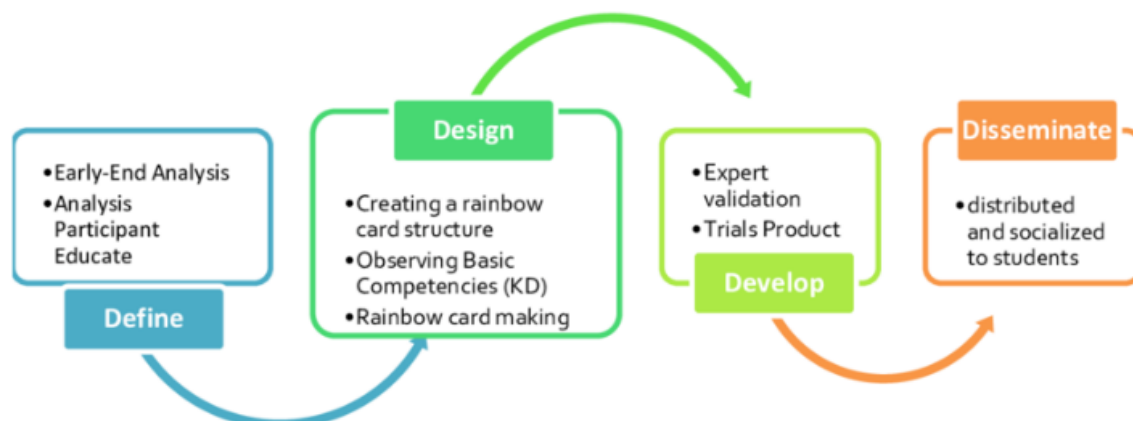 •Early-End Analysis
•Analysis
Participant
Educate
Define
Design
•Creating a rainbow
card structure
•Observing Basic
Competencies (KD)
•Rainbow card making
•Expert
validation
•Trials Product
Develop
Disseminate
•distributed
and socialized
to students